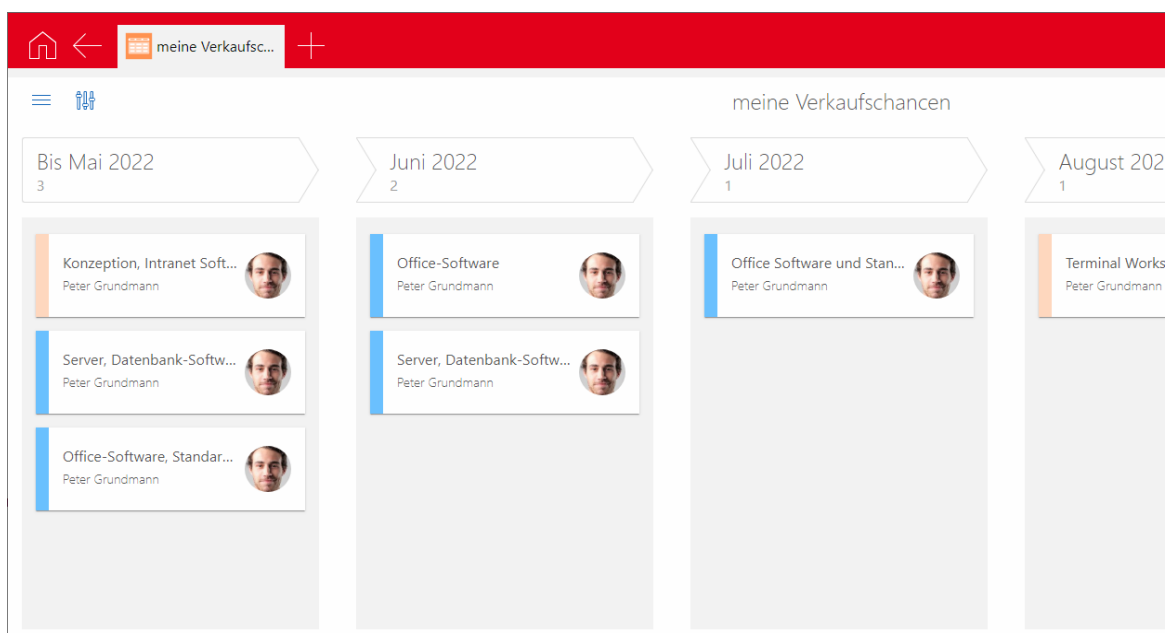 meine Verkaufsc...
meine Verkaufschancen
Bis Mai 2022
3
Juni 2022
2
Juli 2022
1
August 202
1
Konzeption, Intranet Soft...
Peter Grundmann
Server, Datenbank-Softw...
Peter Grundmann
Office-Software, Standar...
Peter Grundmann
Office-Software
Peter Grundmann
Server, Datenbank-Softw...
Peter Grundmann
Office Software und Stan...
Peter Grundmann
Terminal Works
Peter Grundmann